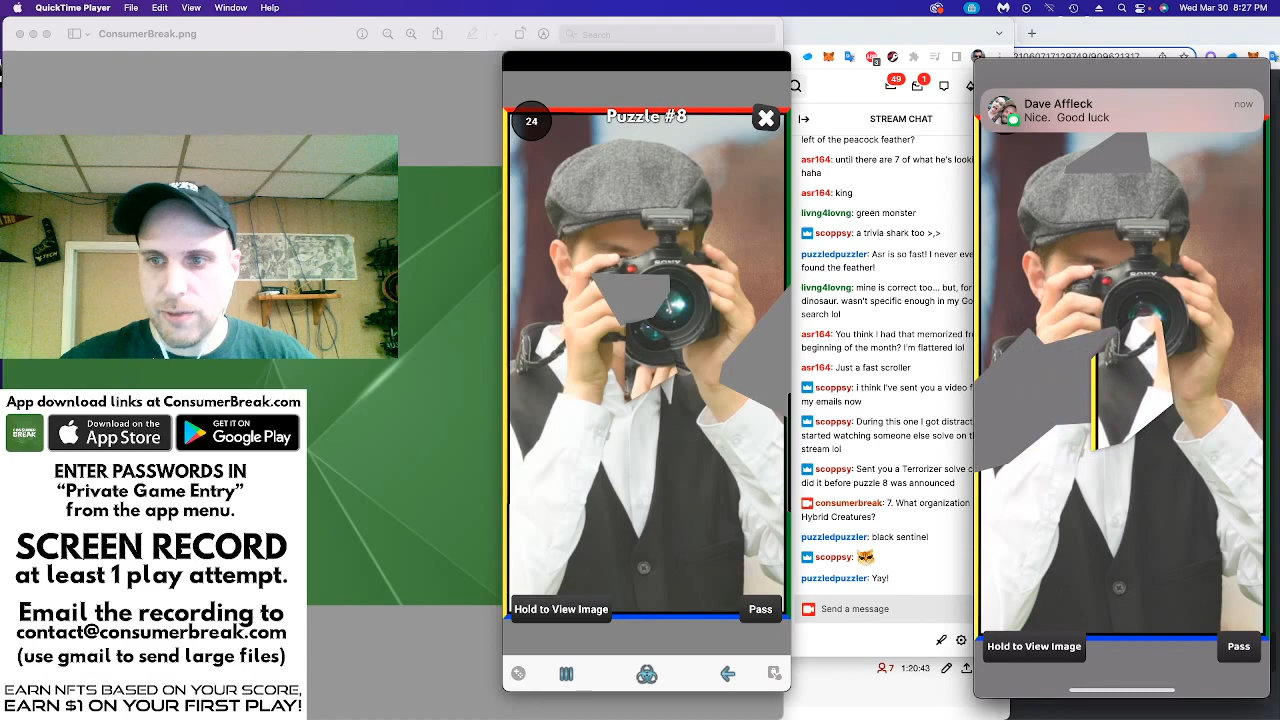 QuickTime Player File Edit View Window Help
Wed Mar 30 8:27 PM
ConsumerBreak.png
Search
49
1
3
24
Puzzle #8
SONY
Hold to View Image
Pass
STREAM CHAT
left of the peacock feather?
asr164: until there are 7 of what he's looki
haha
asr164: king
livng4lovng: green monster
scoppsy: a trivia shark too >,>
puzzledpuzzler: Asr is so fast! I never eve
found the feather!
livng4lovng: mine is correct too... but, for
dinosaur. wasn't specific enough in my Go
search lol
asr164: You think I had that memorized fr
beginning of the month? I'm flattered lol
asr164: Just a fast scroller
scoppsy: i think I've sent you a video f
my emails now
scoppsy: During this one I got distract
started watching someone else solve on th
stream lol
scoppsy: Sent you a Terrorizer solve c
did it before puzzle 8 was announced
consumerbreak: 7. What organization
Hybrid Creatures?
puzzledpuzzler: black sentinel
scoppsy:
puzzledpuzzler: Yay!
Send a message
7 1:20:43
Dave Affleck
now
Nice. Good luck
SONY
Hold to View Image
Pass
TECH
App download links at ConsumerBreak.com
CONSUMER
BREAK
Download on the
App Store
GET IT ON
Google Play
ENTER PASSWORDS IN
“Private Game Entry”
from the app menu.
SCREEN RECORD
at least 1 play attempt.
Email the recording to
contact@consumerbreak.com
(use gmail to send large files)
EARN NFTS BASED ON YOUR SCORE,
EARN $1 ON YOUR FIRST PLAY!